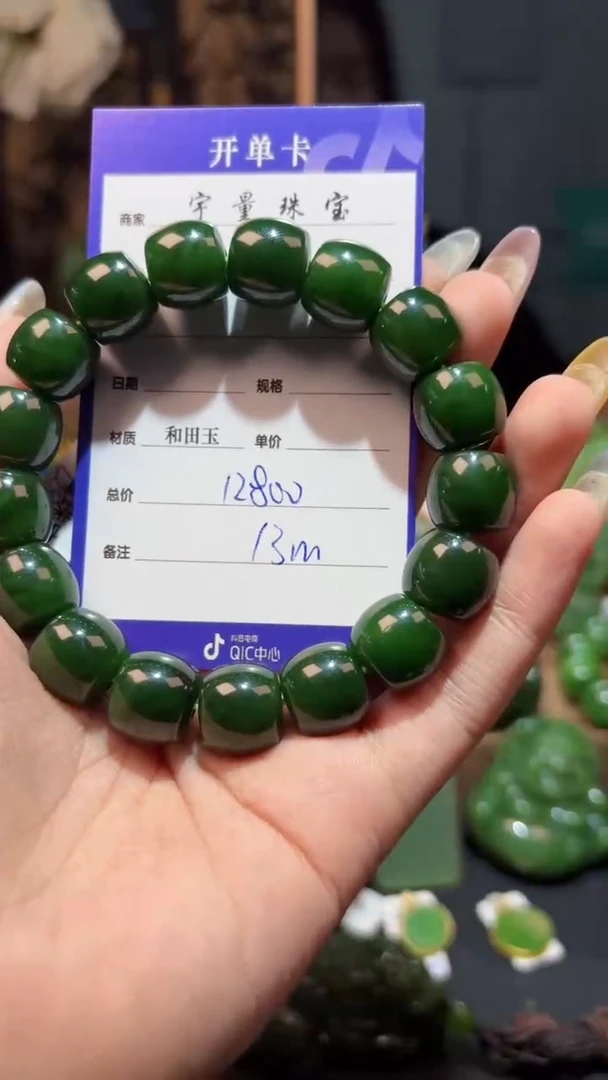 开单卡
商家 宇量珠宝
日期 规格
材质 和田玉 单价
总价 12800
备注 13m
抖音电商
QIC中心